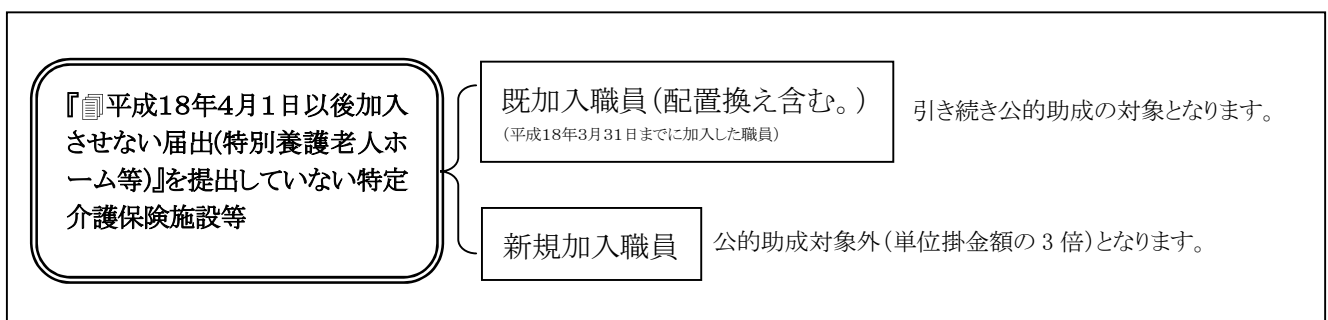 『🗐平成18年4月1日以後加入
させない届出(特別養護老人ホ
ーム等)』を提出していない特定
介護保険施設等
既加入職員(配置換え含む。)
(平成18年3月31日までに加入した職員)
引き続き公的助成の対象となります。
新規加入職員
公的助成対象外(単位掛金額の3倍)となります。